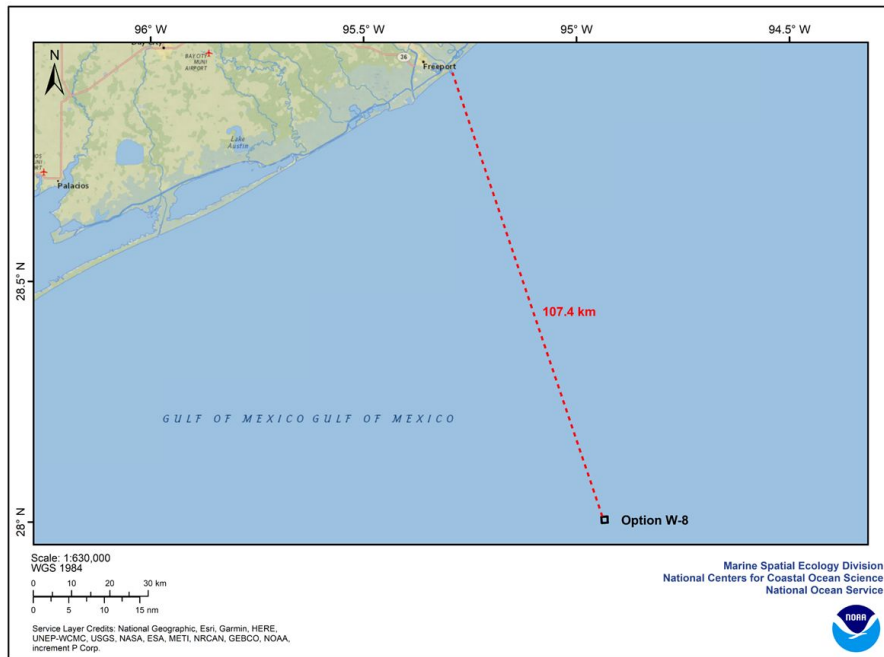 96° W
95.5° W
95° W
94.5° W
N
BAY CITY
MUNI
AIRPORT
36
Freeport
Lake
Austin
Palacios
28.5° N
107.4 km
GULF OF MEXICO GULF OF MEXICO
28° N
Option W-8
Scale: 1:630,000
WGS 1984
0 10 20 30 km
0 5 10 15 nm
Service Layer Credits: National Geographic, Esri, Garmin, HERE,
UNEP-WCMC, USGS, NASA, ESA, METI, NRCAN, GEBCO, NOAA,
increment P Corp.
Marine Spatial Ecology Division
National Centers for Coastal Ocean Science
National Ocean Service
NOAA